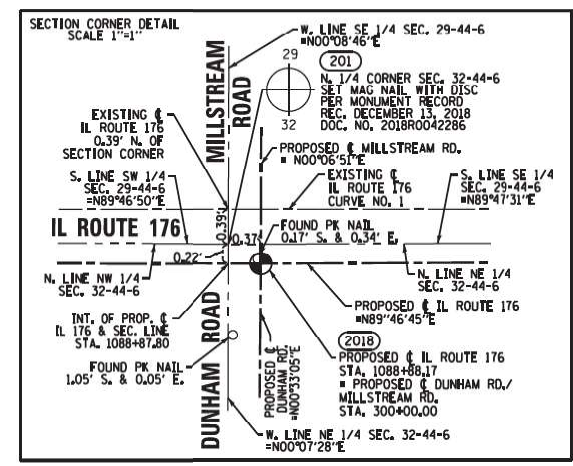 SECTION CORNER DETAIL
SCALE 1"=1"
W. LINE SE 1/4 SEC. 29-44-6
=N00°08'46"E
MILLSTREAM
ROAD
29
32
201
N. 1/4 CORNER SEC. 32-44-6
SET MAG NAIL WITH DISC
PER MONUMENT RECORD
REC. DECEMBER 13, 2018
DOC. NO. 2018R0042286
EXISTING ℄
IL ROUTE 176
0.39' N. OF
SECTION CORNER
PROPOSED ℄ MILLSTREAM RD.
= N00°06'51"E
S. LINE SW 1/4
SEC. 29-44-6
=N89°46'50"E
EXISTING ℄
IL ROUTE 176
CURVE NO. 1
S. LINE SE 1/4
SEC. 29-44-6
=N89°47'31"E
IL ROUTE 176
0.39'
0.37'
0.22'
FOUND PK NAIL
0.17' S. & 0.34' E.
N. LINE NW 1/4
SEC. 32-44-6
N. LINE NE 1/4
SEC. 32-44-6
INT. OF PROP. ℄
IL 176 & SEC. LINE
STA. 1088+87.80
PROPOSED ℄ IL ROUTE 176
=N89°46'45"E
FOUND PK NAIL
1.05' S. & 0.05' E.
DUNHAM ROAD
PROPOSED ℄
DUNHAM RD.
=N00°33'05"E
2018
PROPOSED ℄ IL ROUTE 176
STA. 1088+88.17
= PROPOSED ℄ DUNHAM RD./
MILLSTREAM RD.
STA. 300+00.00
W. LINE NE 1/4 SEC. 32-44-6
=N00°07'28"E